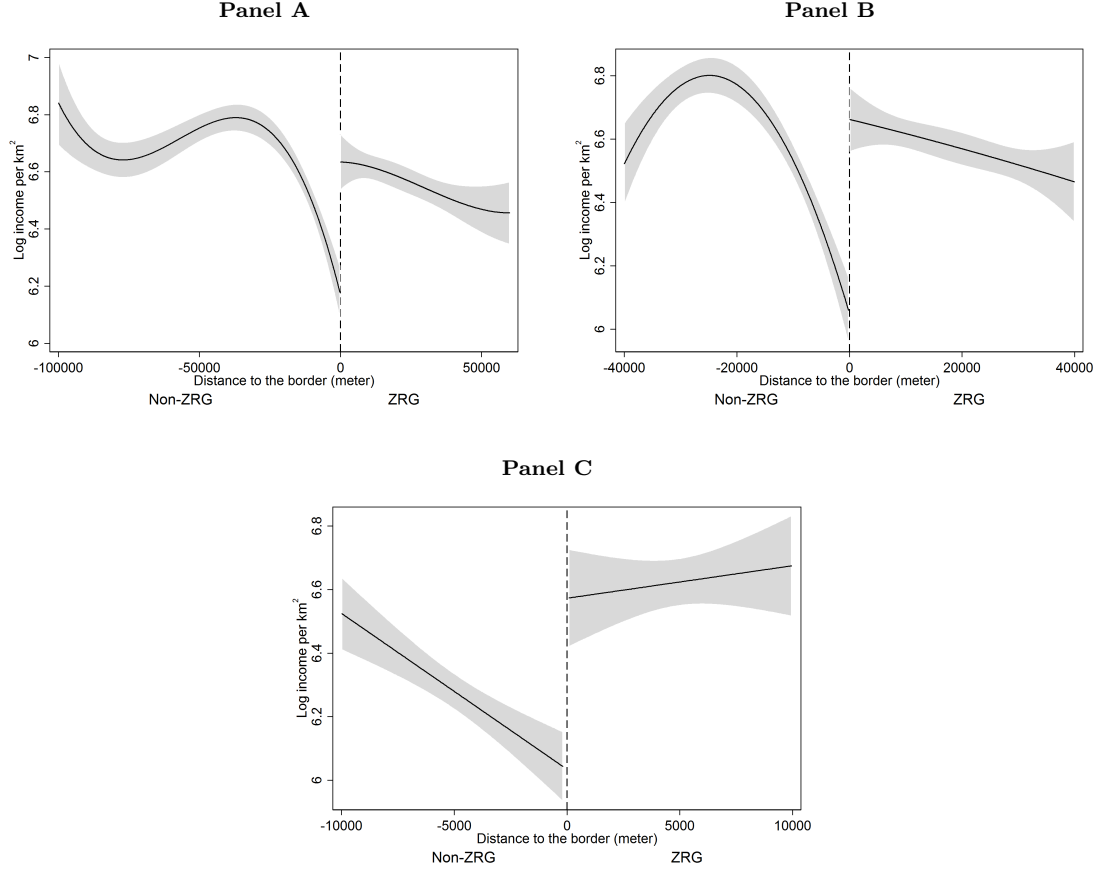 Panel A
Log income per km²
7
6.8
6.6
6.4
6.2
6
-100000 -50000 0 50000
Distance to the border (meter)
Non-ZRG ZRG
Panel B
Log income per km²
6.8
6.6
6.4
6.2
6
-40000 -20000 0 20000 40000
Distance to the border (meter)
Non-ZRG ZRG
Panel C
Log income per km²
6.8
6.6
6.4
6.2
6
-10000 -5000 0 5000 10000
Distance to the border (meter)
Non-ZRG ZRG